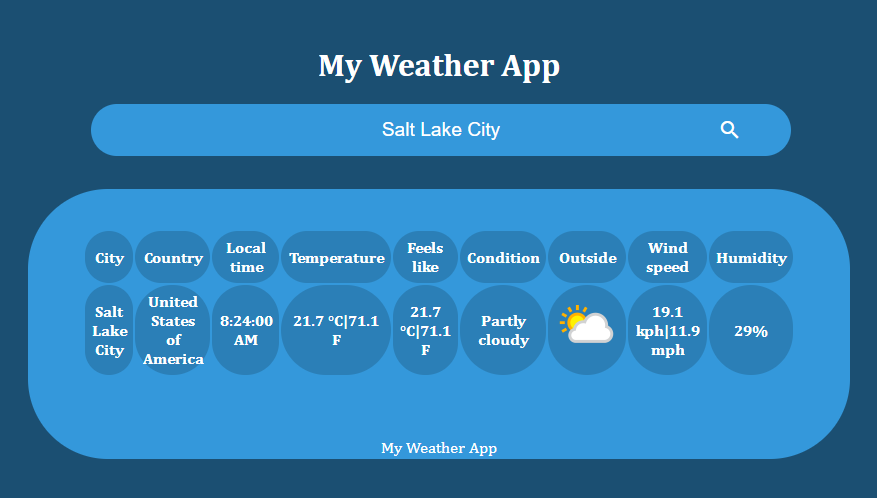 My Weather App
Salt Lake City
City
Country
Local
time
Temperature
Feels
like
Condition
Outside
Wind
speed
Humidity
Salt
Lake
City
United
States
of
America
8:24:00
AM
21.7 °C|71.1
F
21.7
°C|71.1
F
Partly
cloudy
19.1
kph|11.9
mph
29%
My Weather App